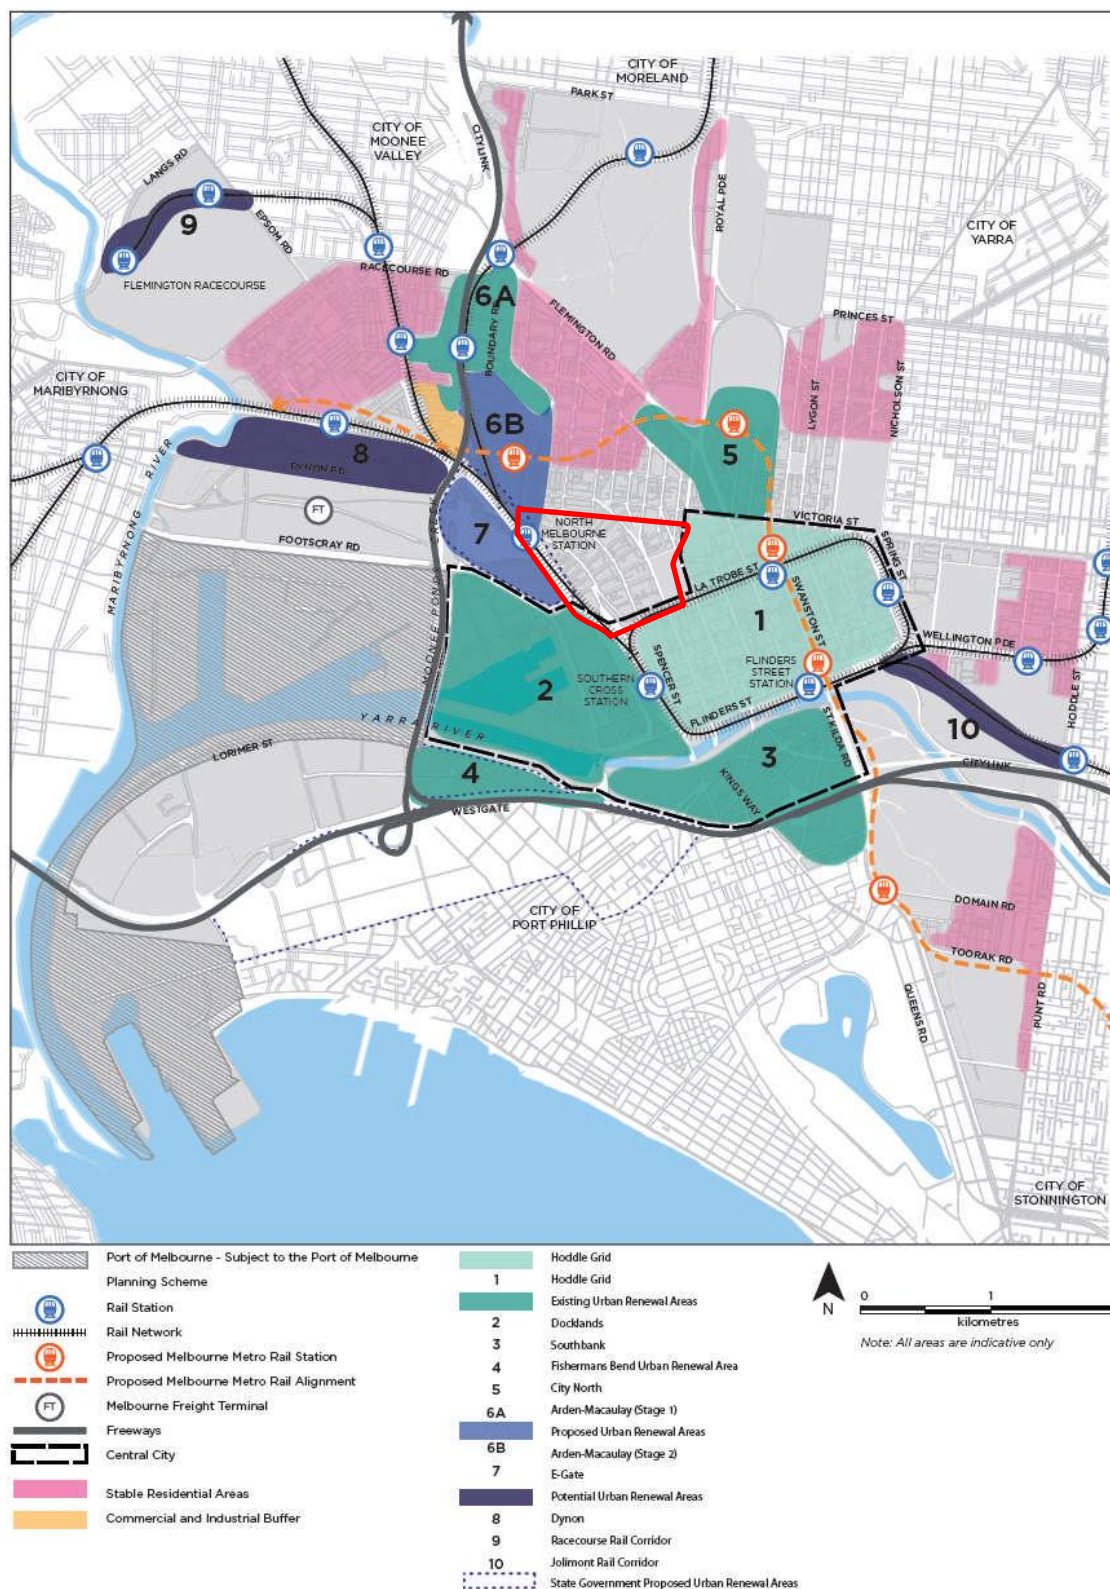 CITY OF
MORELAND
PARK ST
CITY OF
MOONEE
VALLEY
CITYLINK
LANGS RD
ROYAL PDE
CITY OF
YARRA
9
EPSOM RD
RACECOURSE RD
FLEMINGTON RACECOURSE
6A
BOUNDARY RD
FLEMINGTON RD
PRINCES ST
CITY OF
MARIBYRNONG
LYGON ST
NICHOLSON ST
6B
5
8
DYNON RD
MARIBYRNONG RIVER
FT
FOOTSCRAY RD
7
NORTH
MELBOURNE
STATION
VICTORIA ST
SPRING ST
LA TROBE ST
SWANSTON ST
MOONEE PONDS CREEK
1
WELLINGTON PDE
SPENCER ST
FLINDERS
STREET
STATION
SOUTHERN
CROSS
STATION
2
HODDLE ST
FLINDERS ST
YARRA RIVER
ST KILDA RD
10
LORIMER ST
3
CITYLINK
4
KINGS WAY
WESTGATE
CITY OF
PORT PHILLIP
DOMAIN RD
TOORAK RD
QUEENS RD
PUNT RD
CITY OF
STONNINGTON
Port of Melbourne - Subject to the Port of Melbourne
Planning Scheme
Rail Station
Rail Network
Proposed Melbourne Metro Rail Station
Proposed Melbourne Metro Rail Alignment
FT Melbourne Freight Terminal
Freeways
Central City
Stable Residential Areas
Commercial and Industrial Buffer
Hoddle Grid
1 Hoddle Grid
Existing Urban Renewal Areas
2 Docklands
3 Southbank
4 Fishermans Bend Urban Renewal Area
5 City North
6A Arden-Macaulay (Stage 1)
Proposed Urban Renewal Areas
6B Arden-Macaulay (Stage 2)
7 E-Gate
Potential Urban Renewal Areas
8 Dynon
9 Racecourse Rail Corridor
10 Jolimont Rail Corridor
State Government Proposed Urban Renewal Areas
N
0 1
kilometres
Note: All areas are indicative only